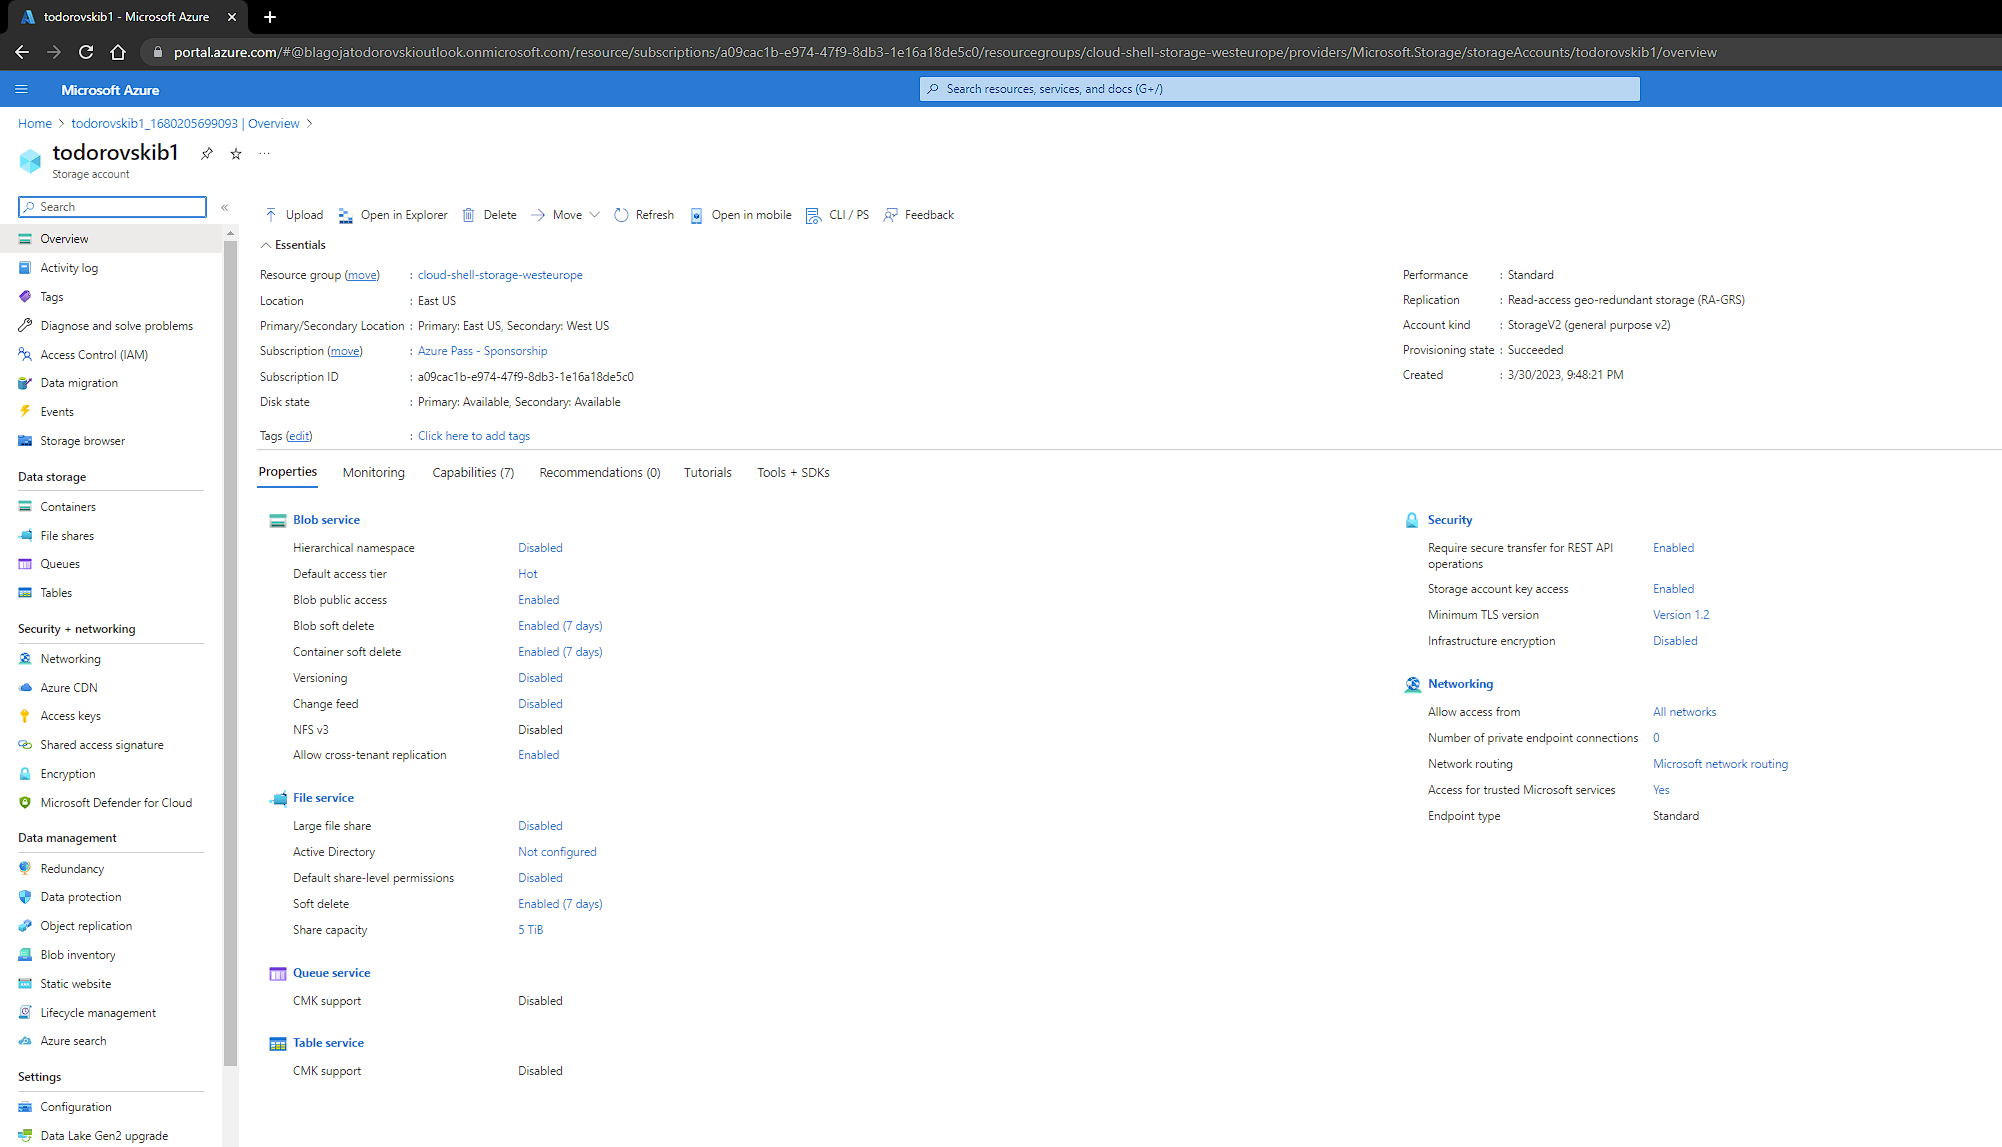 todorovskib1 - Microsoft Azure
portal.azure.com/#@blagojatodorovskioutlook.onmicrosoft.com/resource/subscriptions/a09cac1b-e974-47f9-8db3-1e16a18de5c0/resourcegroups/cloud-shell-storage-westeurope/providers/Microsoft.Storage/storageAccounts/todorovskib1/overview
Microsoft Azure
Search resources, services, and docs (G+/)
Home > todorovskib1_1680205699093 | Overview >
todorovskib1
Storage account
Search
«
Overview
Activity log
Tags
Diagnose and solve problems
Access Control (IAM)
Data migration
Events
Storage browser
Data storage
Containers
File shares
Queues
Tables
Security + networking
Networking
Azure CDN
Access keys
Shared access signature
Encryption
Microsoft Defender for Cloud
Data management
Redundancy
Data protection
Object replication
Blob inventory
Static website
Lifecycle management
Azure search
Settings
Configuration
Data Lake Gen2 upgrade
Upload Open in Explorer Delete Move Refresh Open in mobile CLI / PS Feedback
Essentials
Resource group (move) : cloud-shell-storage-westeurope
Location : East US
Primary/Secondary Location : Primary: East US, Secondary: West US
Subscription (move) : Azure Pass - Sponsorship
Subscription ID : a09cac1b-e974-47f9-8db3-1e16a18de5c0
Disk state : Primary: Available, Secondary: Available
Tags (edit) : Click here to add tags
Performance : Standard
Replication : Read-access geo-redundant storage (RA-GRS)
Account kind : StorageV2 (general purpose v2)
Provisioning state : Succeeded
Created : 3/30/2023, 9:48:21 PM
Properties Monitoring Capabilities (7) Recommendations (0) Tutorials Tools + SDKs
Blob service
Hierarchical namespace Disabled
Default access tier Hot
Blob public access Enabled
Blob soft delete Enabled (7 days)
Container soft delete Enabled (7 days)
Versioning Disabled
Change feed Disabled
NFS v3 Disabled
Allow cross-tenant replication Enabled
File service
Large file share Disabled
Active Directory Not configured
Default share-level permissions Disabled
Soft delete Enabled (7 days)
Share capacity 5 TiB
Queue service
CMK support Disabled
Table service
CMK support Disabled
Security
Require secure transfer for REST API Enabled
operations
Storage account key access Enabled
Minimum TLS version Version 1.2
Infrastructure encryption Disabled
Networking
Allow access from All networks
Number of private endpoint connections 0
Network routing Microsoft network routing
Access for trusted Microsoft services Yes
Endpoint type Standard